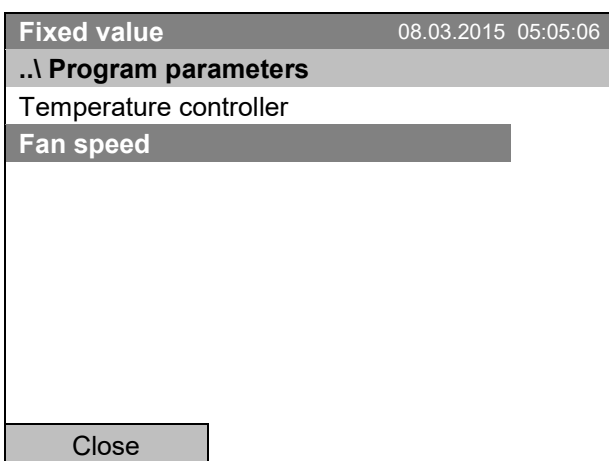 Fixed value 08.03.2015 05:05:06
..\ Program parameters
Temperature controller
Fan speed
Close